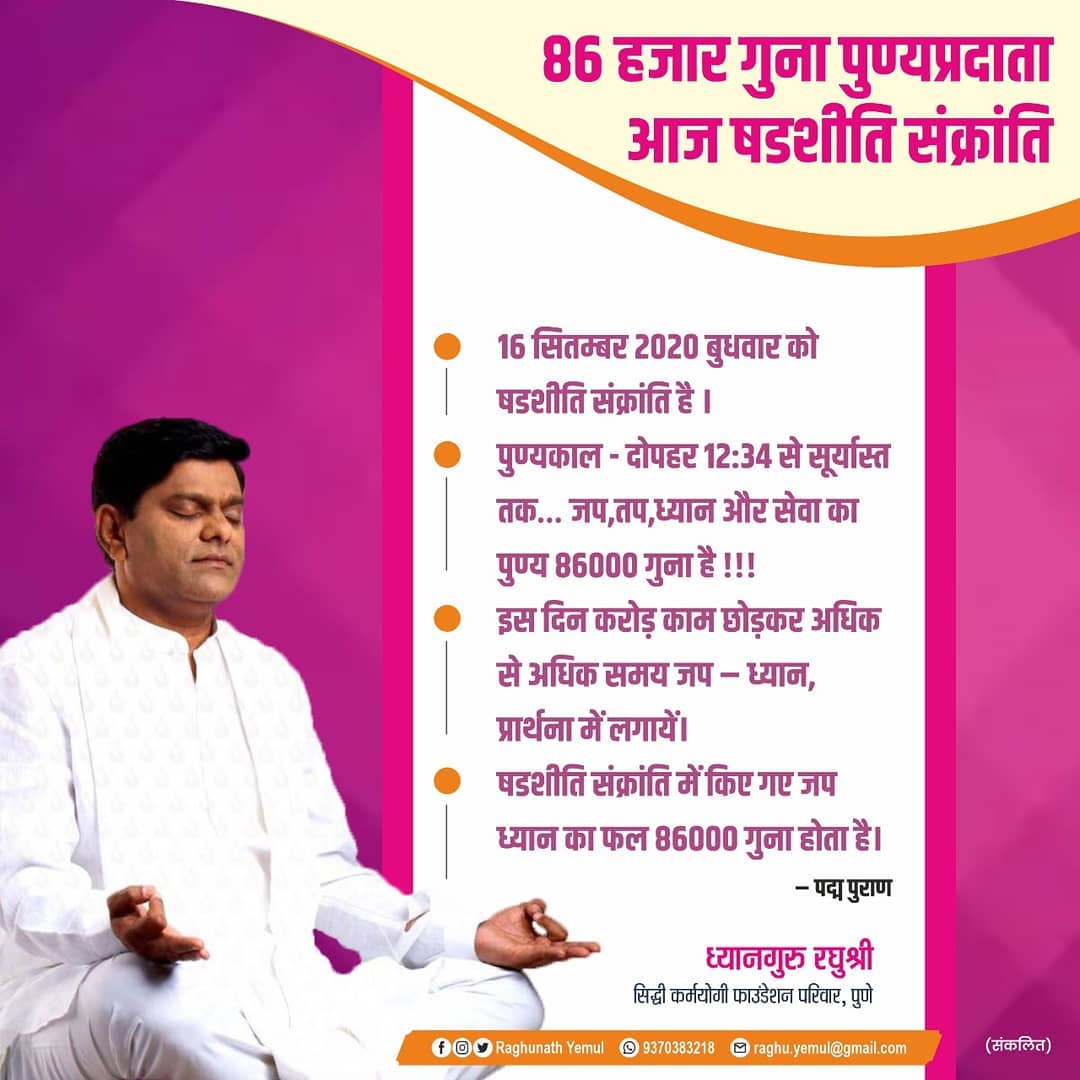 86 हजार गुना पुण्यप्रदाता
आज षडशीति संक्रांति
16 सितम्बर 2020 बुधवार को
षडशीति संक्रांति है ।
पुण्यकाल - दोपहर 12:34 से सूर्यास्त
तक... जप,तप,ध्यान और सेवा का
पुण्य 86000 गुना है !!!
इस दिन करोड़ काम छोड़कर अधिक
से अधिक समय जप – ध्यान,
प्रार्थना में लगायें।
षडशीति संक्रांति में किए गए जप
ध्यान का फल 86000 गुना होता है।
– पद्म पुराण
ध्यानगुरु रघुश्री
सिद्धी कर्मयोगी फाउंडेशन परिवार, पुणे
Raghunath Yemul 9370383218 raghu.yemul@gmail.com
(संकलित)